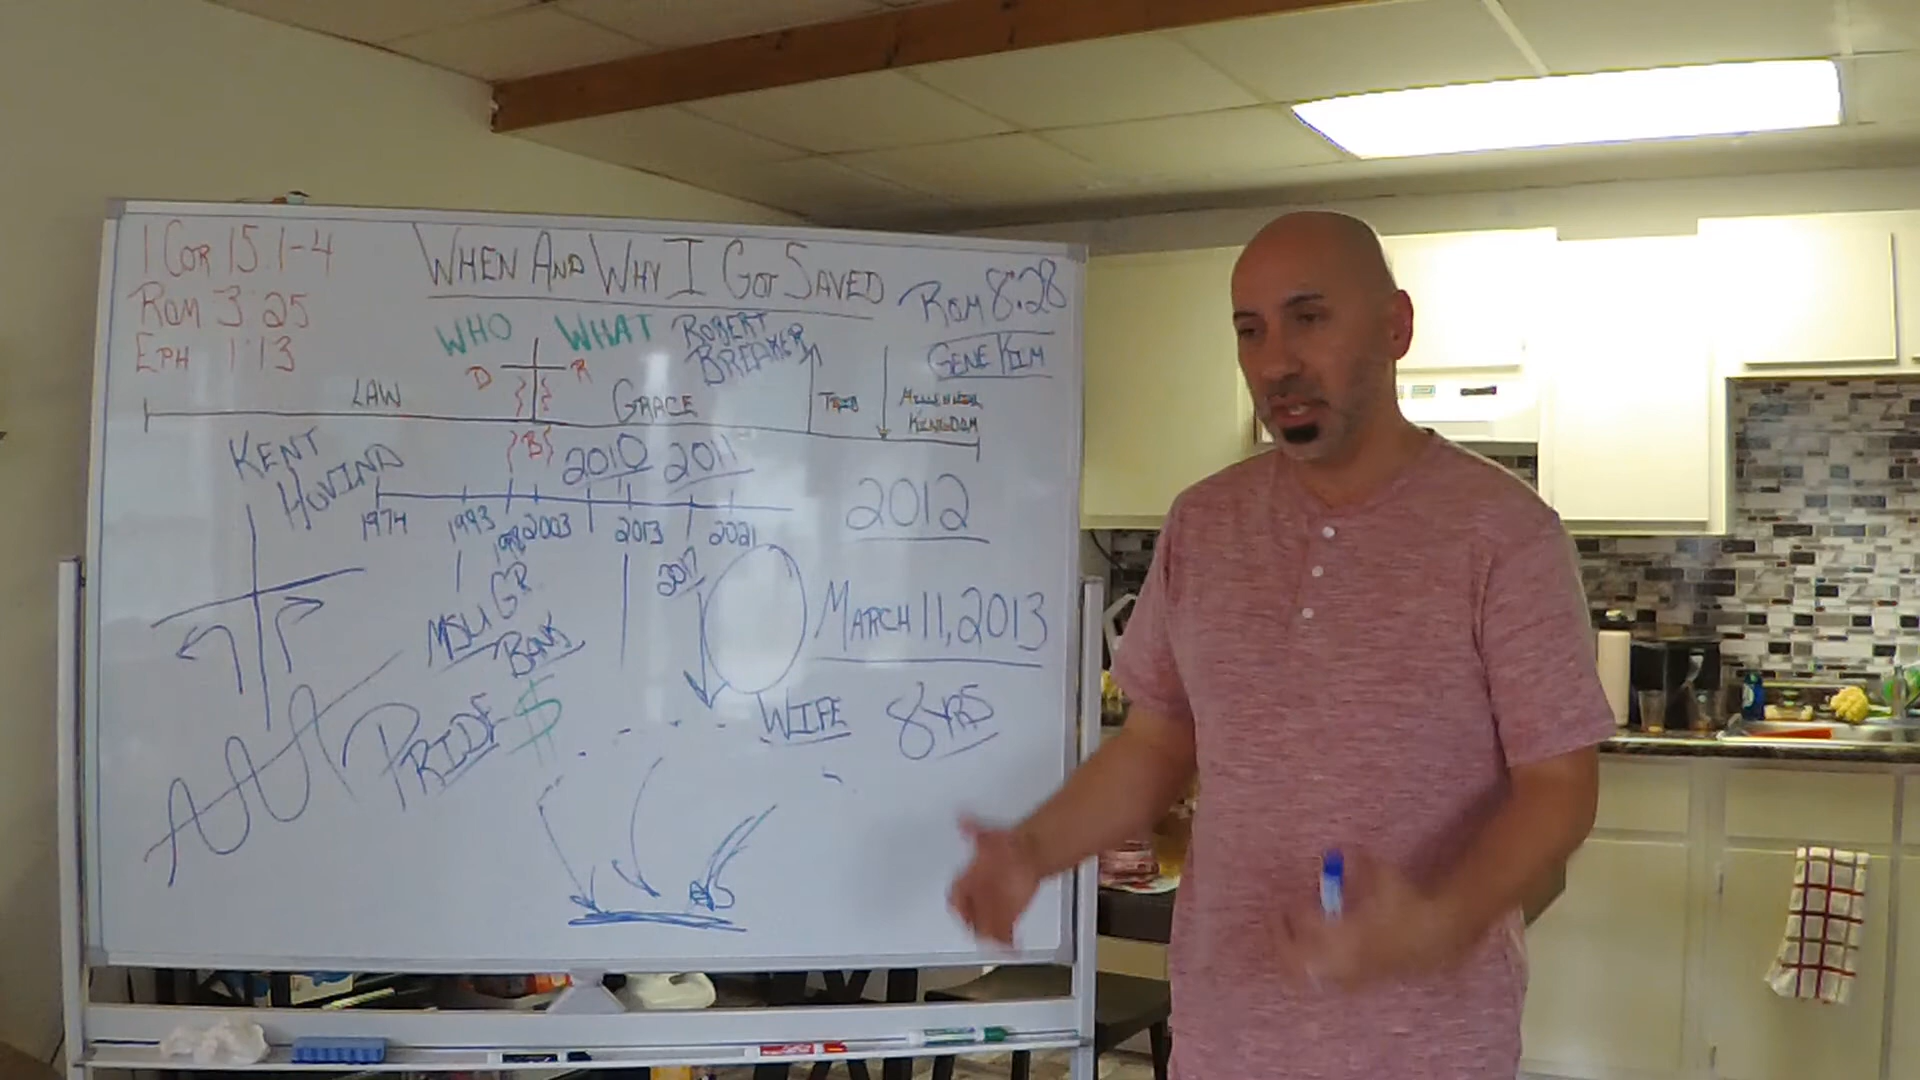 1 COR 15:1-4
ROM 3:25
EPH 1:13
WHEN AND WHY I GOT SAVED
ROM 8:28
GENE KIM
WHO WHAT
ROBERT
BREAKER
D R
LAW
GRACE
TRIB
MILLENNIAL
KINGDOM
B
KENT
HOVIND
2010 2011
1974 1993 1998 2003 2013 2021
2012
2017
MSU GR
BANK
MARCH 11, 2013
PRIDE $
WIFE
8 YRS